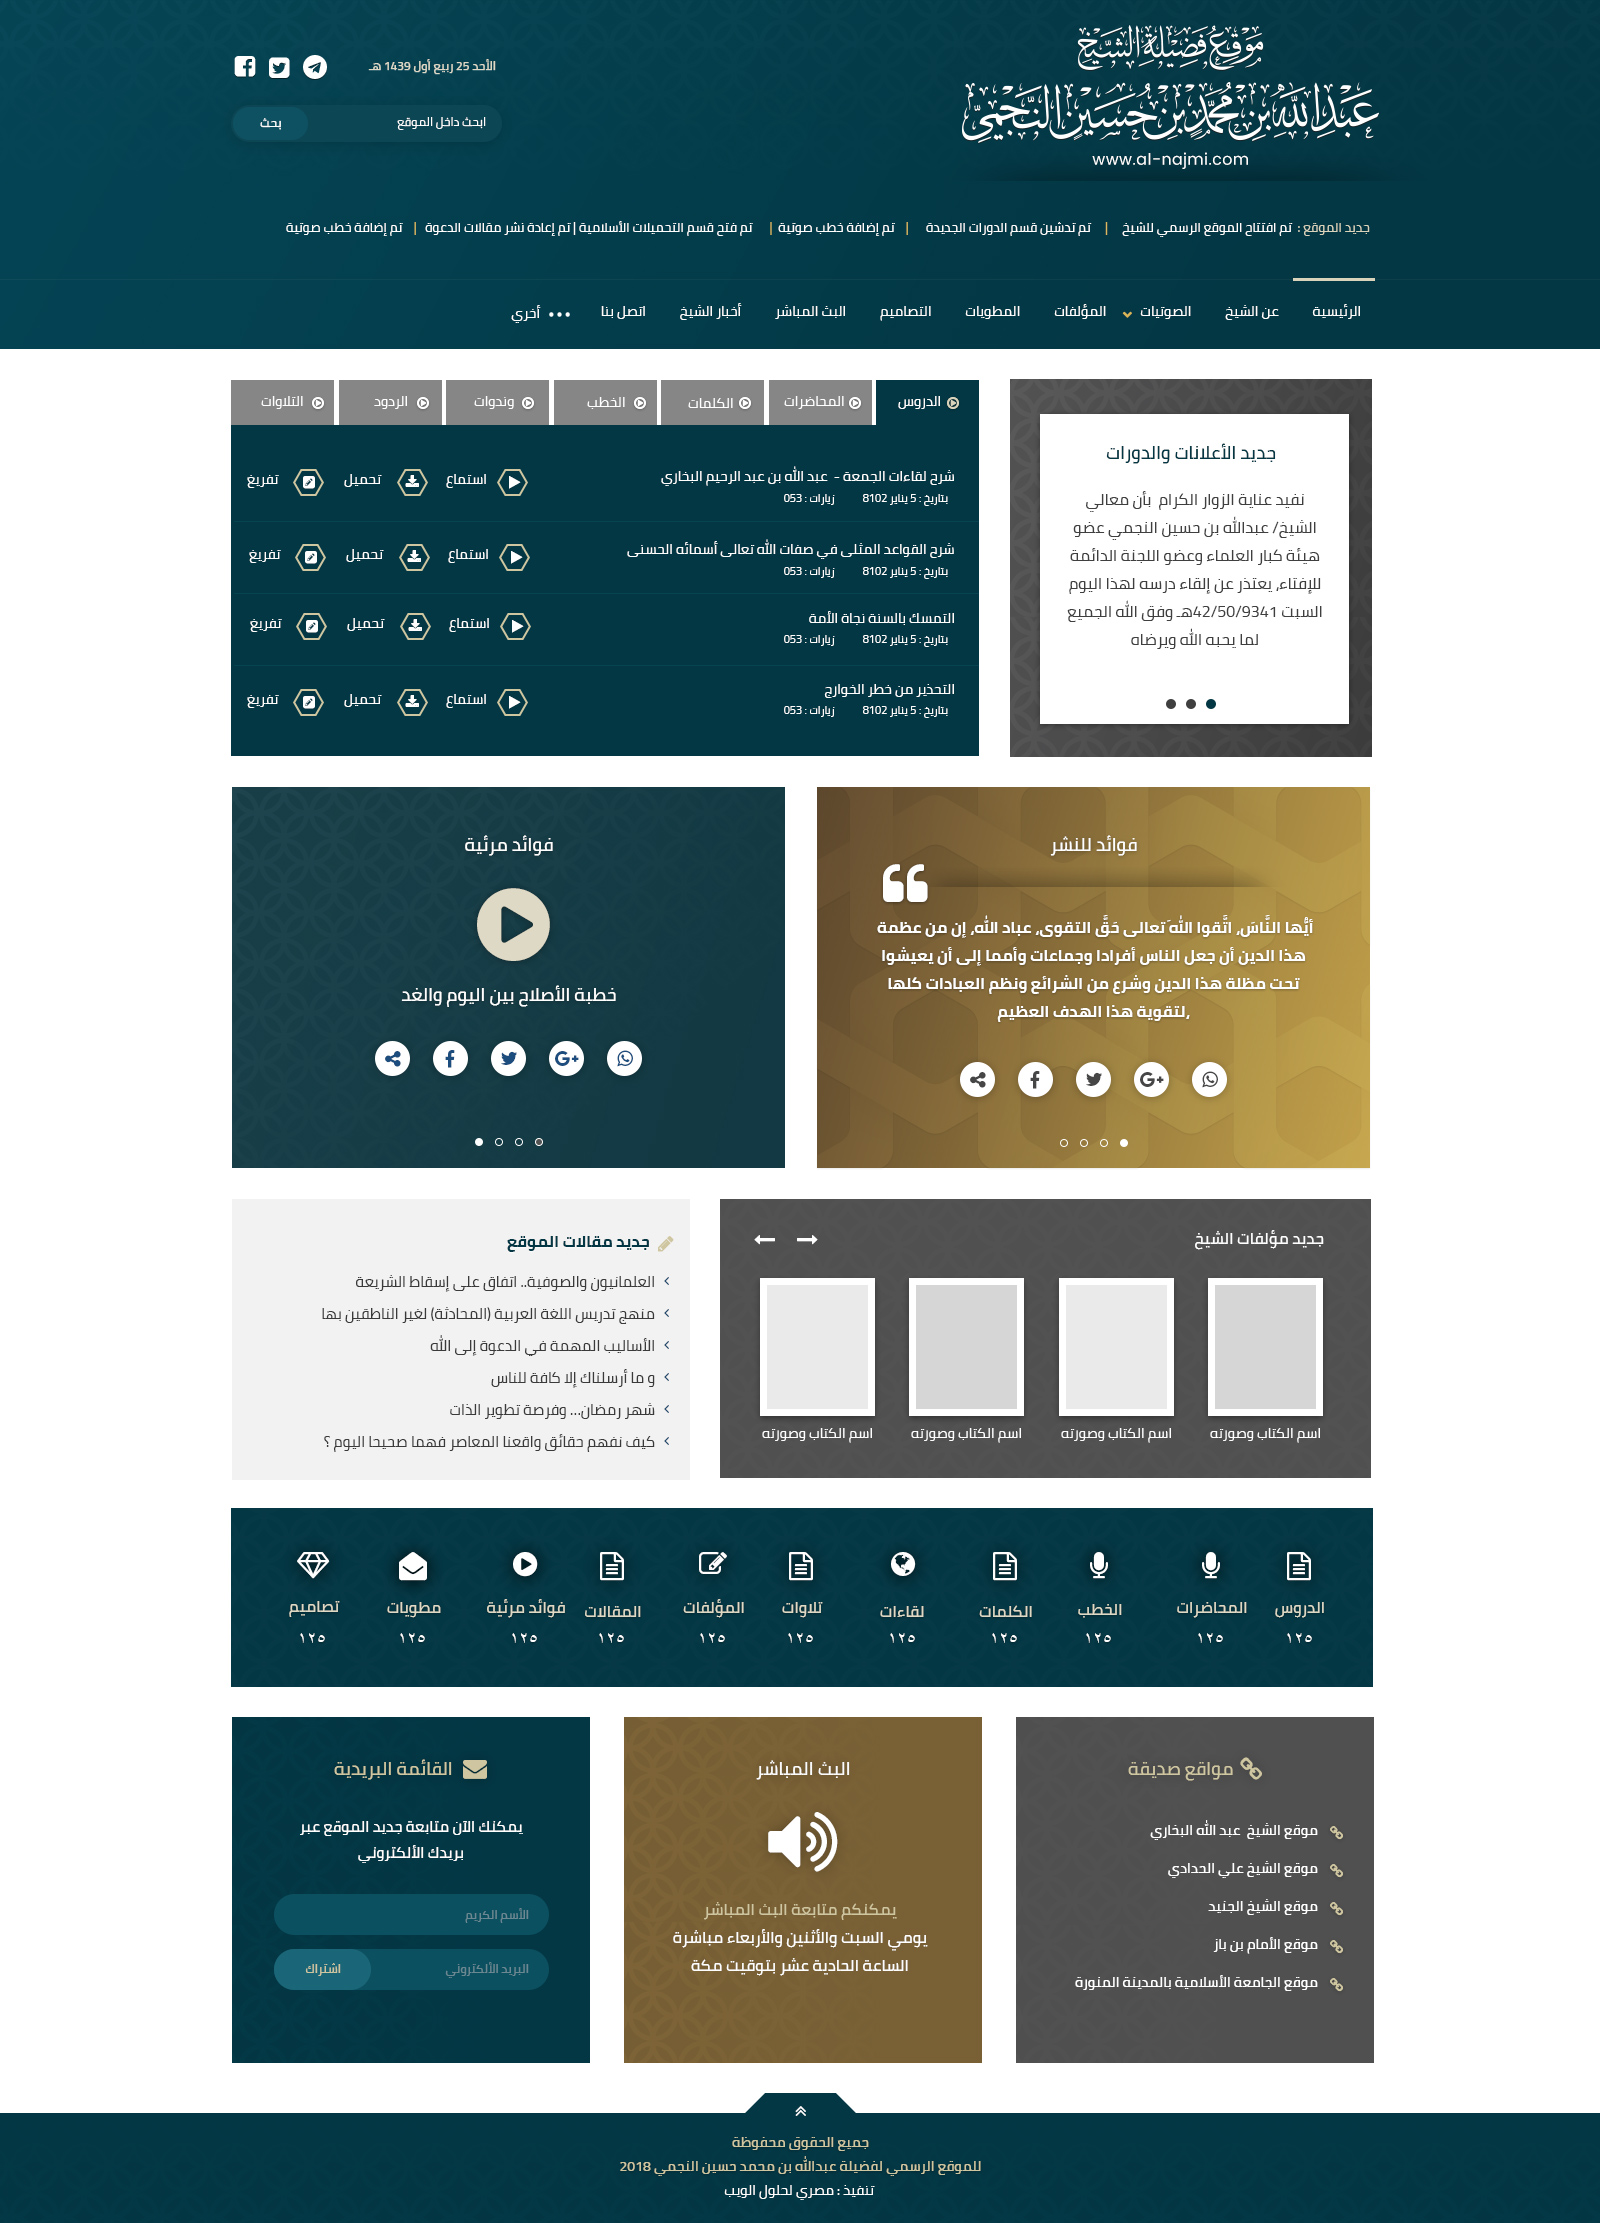 موقع فضيلة الشيخ
عبدالله بن محمد بن حسين النجمي
www.al-najmi.com
الأحد 25 ربيع أول 1439 هـ
ابحث داخل الموقع
بحث
جديد الموقع : تم افتتاح الموقع الرسمي للشيخ | تم تدشين قسم الدورات الجديدة | تم إضافة خطب صوتية | تم فتح قسم التحميلات الأسلامية | تم إعادة نشر مقالات الدعوة | تم إضافة خطب صوتية
الرئيسية عن الشيخ الصوتيات المؤلفات المطويات التصاميم البث المباشر أخبار الشيخ اتصل بنا أخري
جديد الأعلانات والدورات
نفيد عناية الزوار الكرام بأن معالي
الشيخ/ عبدالله بن حسين النجمي عضو
هيئة كبار العلماء وعضو اللجنة الدائمة
للإفتاء، يعتذر عن إلقاء درسه لهذا اليوم
السبت 42/50/9341هـ وفق الله الجميع
لما يحبه الله ويرضاه
الدروس المحاضرات الكلمات الخطب وندوات الردود التلاوات
شرح لقاءات الجمعة - عبد الله بن عبد الرحيم البخاري
بتاريخ : 5 يناير 8102 زيارات : 053
استماع تحميل تفريغ
شرح القواعد المثلى في صفات الله تعالى أسمائه الحسنى
بتاريخ : 5 يناير 8102 زيارات : 053
استماع تحميل تفريغ
التمسك بالسنة نجاة الأمة
بتاريخ : 5 يناير 8102 زيارات : 053
استماع تحميل تفريغ
التحذير من خطر الخوارج
بتاريخ : 5 يناير 8102 زيارات : 053
استماع تحميل تفريغ
فوائد للنشر
أيُّها النَّاسَ، اتَّقوا اللهَ تعالى حَقَّ التقوى، عباد الله، إن من عظمة
هذا الدين أن جعل الناس أفرادا وجماعات وأمما إلى أن يعيشوا
تحت مظلة هذا الدين وشرع من الشرائع ونظم العبادات كلها
،لتقوية هذا الهدف العظيم
فوائد مرئية
خطبة الأصلاح بين اليوم والغد
جديد مؤلفات الشيخ
اسم الكتاب وصورته اسم الكتاب وصورته اسم الكتاب وصورته اسم الكتاب وصورته
جديد مقالات الموقع
العلمانيون والصوفية.. اتفاق على إسقاط الشريعة
منهج تدريس اللغة العربية (المحادثة) لغير الناطقين بها
الأساليب المهمة في الدعوة إلى الله
و ما أرسلناك إلا كافة للناس
شهر رمضان... وفرصة تطوير الذات
كيف نفهم حقائق واقعنا المعاصر فهما صحيحا اليوم ؟
الدروس المحاضرات الخطب الكلمات لقاءات تلاوات المؤلفات المقالات فوائد مرئية مطويات تصاميم
١٢٥ ١٢٥ ١٢٥ ١٢٥ ١٢٥ ١٢٥ ١٢٥ ١٢٥ ١٢٥ ١٢٥ ١٢٥
مواقع صديقة
موقع الشيخ عبد الله البخاري
موقع الشيخ علي الحدادي
موقع الشيخ الجنيد
موقع الأمام بن باز
موقع الجامعة الأسلامية بالمدينة المنورة
البث المباشر
يمكنكم متابعة البث المباشر
يومي السبت والأثنين والأربعاء مباشرة
الساعة الحادية عشر بتوقيت مكة
القائمة البريدية
يمكنك الآن متابعة جديد الموقع عبر
بريدك الألكتروني
الأسم الكريم
البريد الألكتروني
اشتراك
جميع الحقوق محفوظة
للموقع الرسمي لفضيلة عبدالله بن محمد حسين النجمي 2018
تنفيذ : مصري لحلول الويب